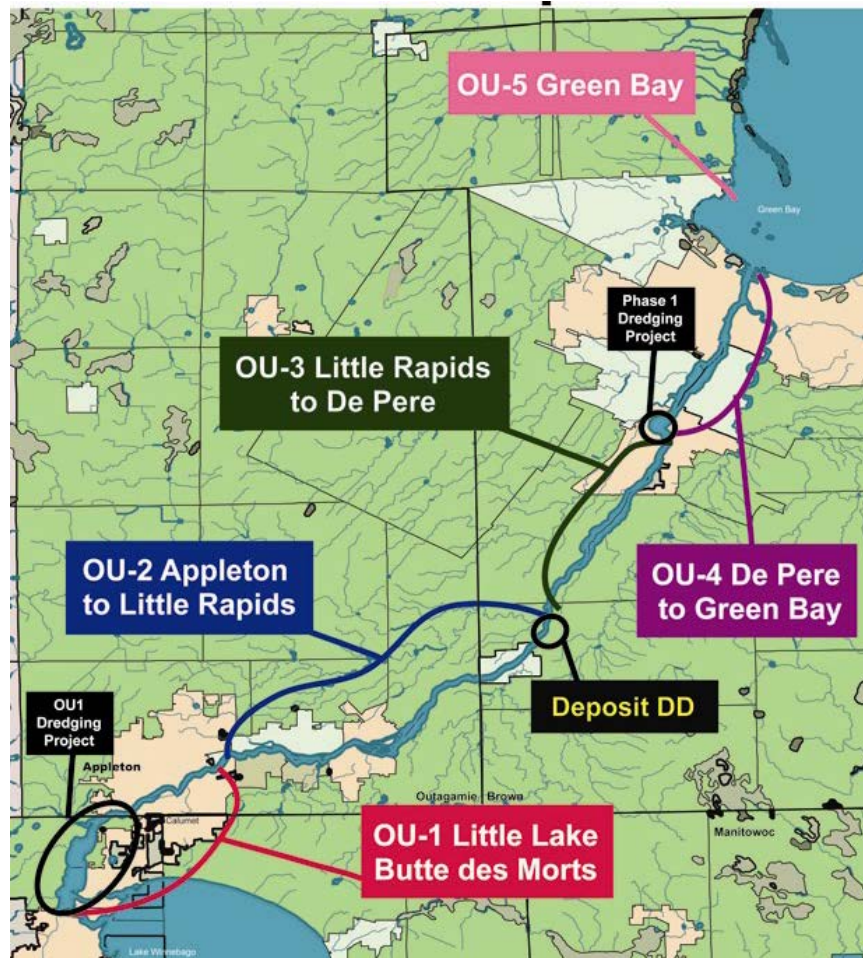 OU-5 Green Bay
Green Bay
Phase 1
Dredging
Project
OU-3 Little Rapids
to De Pere
OU-2 Appleton
to Little Rapids
OU-4 De Pere
to Green Bay
Deposit DD
OU1
Dredging
Project
Appleton
Outagamie
Brown
Calumet
OU-1 Little Lake
Butte des Morts
Manitowoc
Lake Winnebago